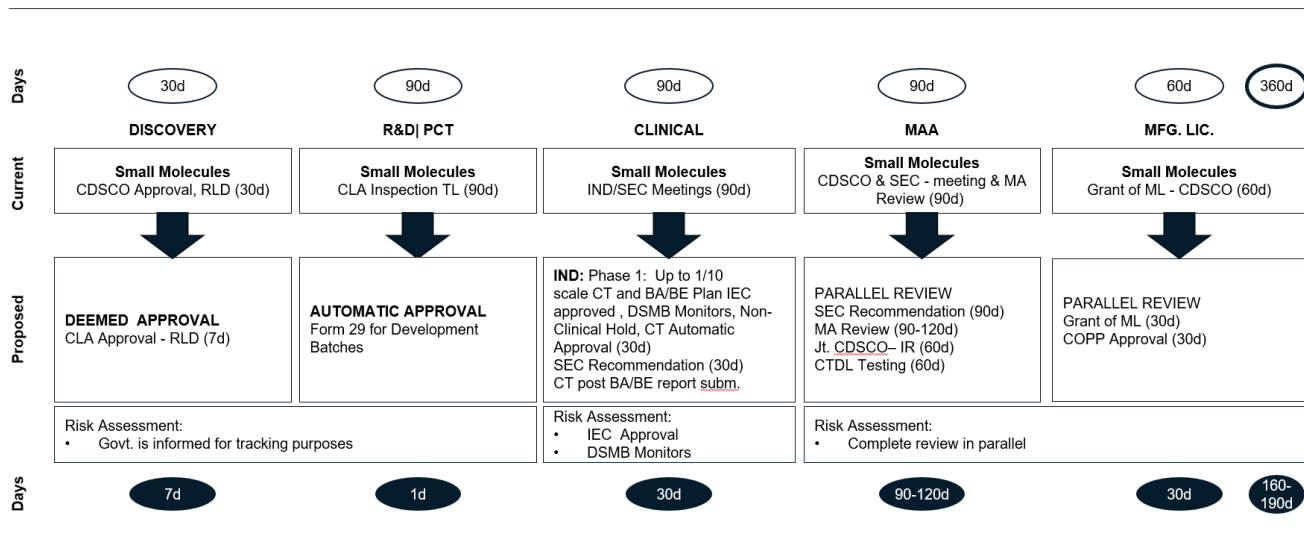 Days
30d
90d
90d
90d
60d
360d
DISCOVERY
R&D| PCT
CLINICAL
MAA
MFG. LIC.
Current
Small Molecules
CDSCO Approval, RLD (30d)
Small Molecules
CLA Inspection TL (90d)
Small Molecules
IND/SEC Meetings (90d)
Small Molecules
CDSCO & SEC - meeting & MA
Review (90d)
Small Molecules
Grant of ML - CDSCO (60d)
Proposed
DEEMED APPROVAL
CLA Approval - RLD (7d)
AUTOMATIC APPROVAL
Form 29 for Development
Batches
IND: Phase 1: Up to 1/10
scale CT and BA/BE Plan IEC
approved , DSMB Monitors, Non-
Clinical Hold, CT Automatic
Approval (30d)
SEC Recommendation (30d)
CT post BA/BE report subm.
PARALLEL REVIEW
SEC Recommendation (90d)
MA Review (90-120d)
Jt. CDSCO– IR (60d)
CTDL Testing (60d)
PARALLEL REVIEW
Grant of ML (30d)
COPP Approval (30d)
Risk Assessment:
• Govt. is informed for tracking purposes
Risk Assessment:
• IEC Approval
• DSMB Monitors
Risk Assessment:
• Complete review in parallel
Days
7d
1d
30d
90-120d
30d
160-
190d